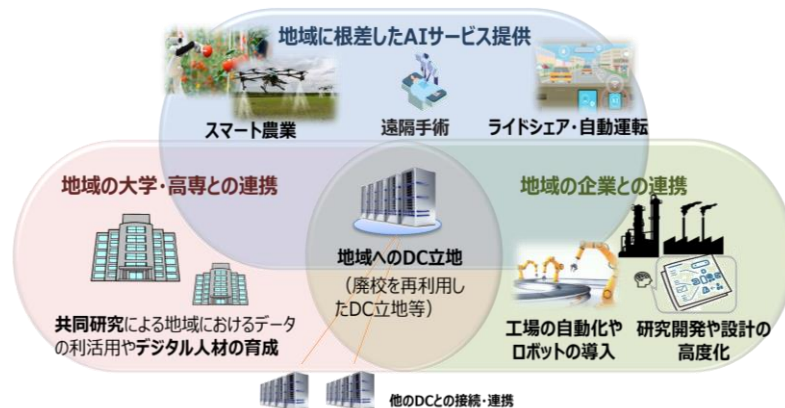 地域に根差したAIサービス提供
スマート農業
遠隔手術
ライドシェア・自動運転
地域の大学・高専との連携
地域の企業との連携
地域へのDC立地
（廃校を再利用し
たDC立地等）
共同研究による地域におけるデータ
の利活用やデジタル人材の育成
工場の自動化や
ロボットの導入
研究開発や設計の
高度化
他のDCとの接続・連携